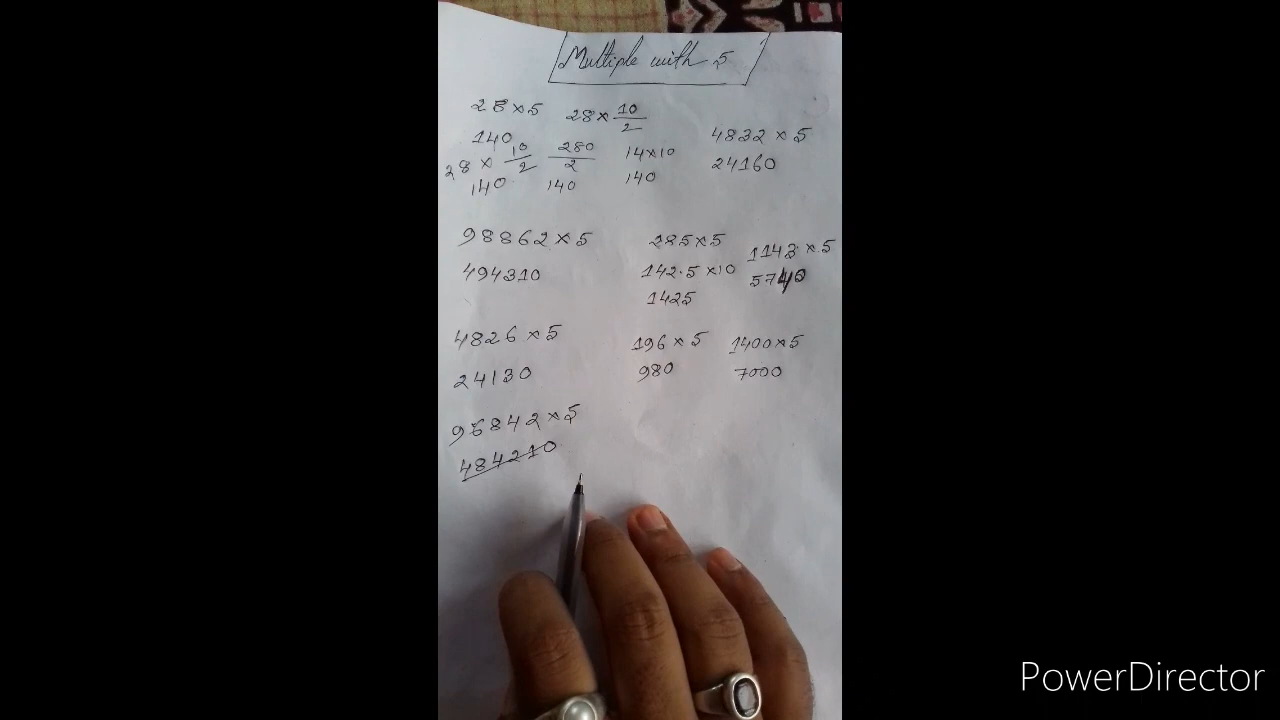 Multiple with 5
28 × 5
140
28 × 10/2
140
28 × 10/2
280/2
140
14 × 10
140
4832 × 5
24160
98862 × 5
494310
285 × 5
142.5 × 10
1425
1143 × 5
4826 × 5
24130
196 × 5
980
1400 × 5
7000
96842 × 5
484210
PowerDirector